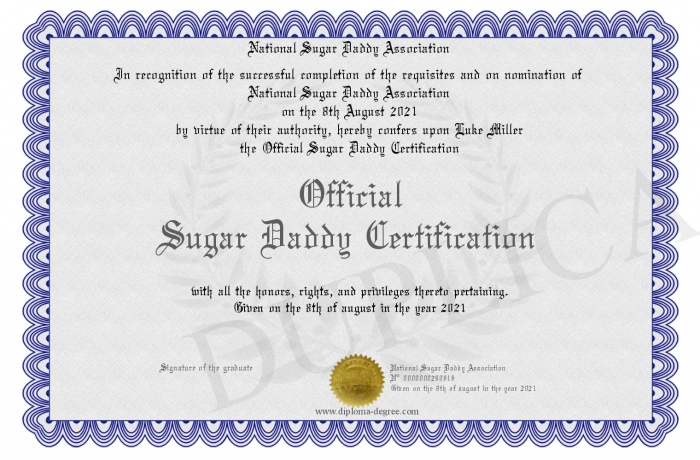 National Sugar Daddy Association
In recognition of the successful completion of the requisites and on nomination of
National Sugar Daddy Association
on the 8th August 2021
by virtue of their authority, hereby confers upon Luke Miller
the Official Sugar Daddy Certification
Official
Sugar Daddy Certification
DUPLICA
with all the honors, rights, and privileges thereto pertaining.
Given on the 8th of august in the year 2021
Signature of the graduate
National Sugar Daddy Association
Given on the 8th of august in the year 2021
www.diploma-degree.com